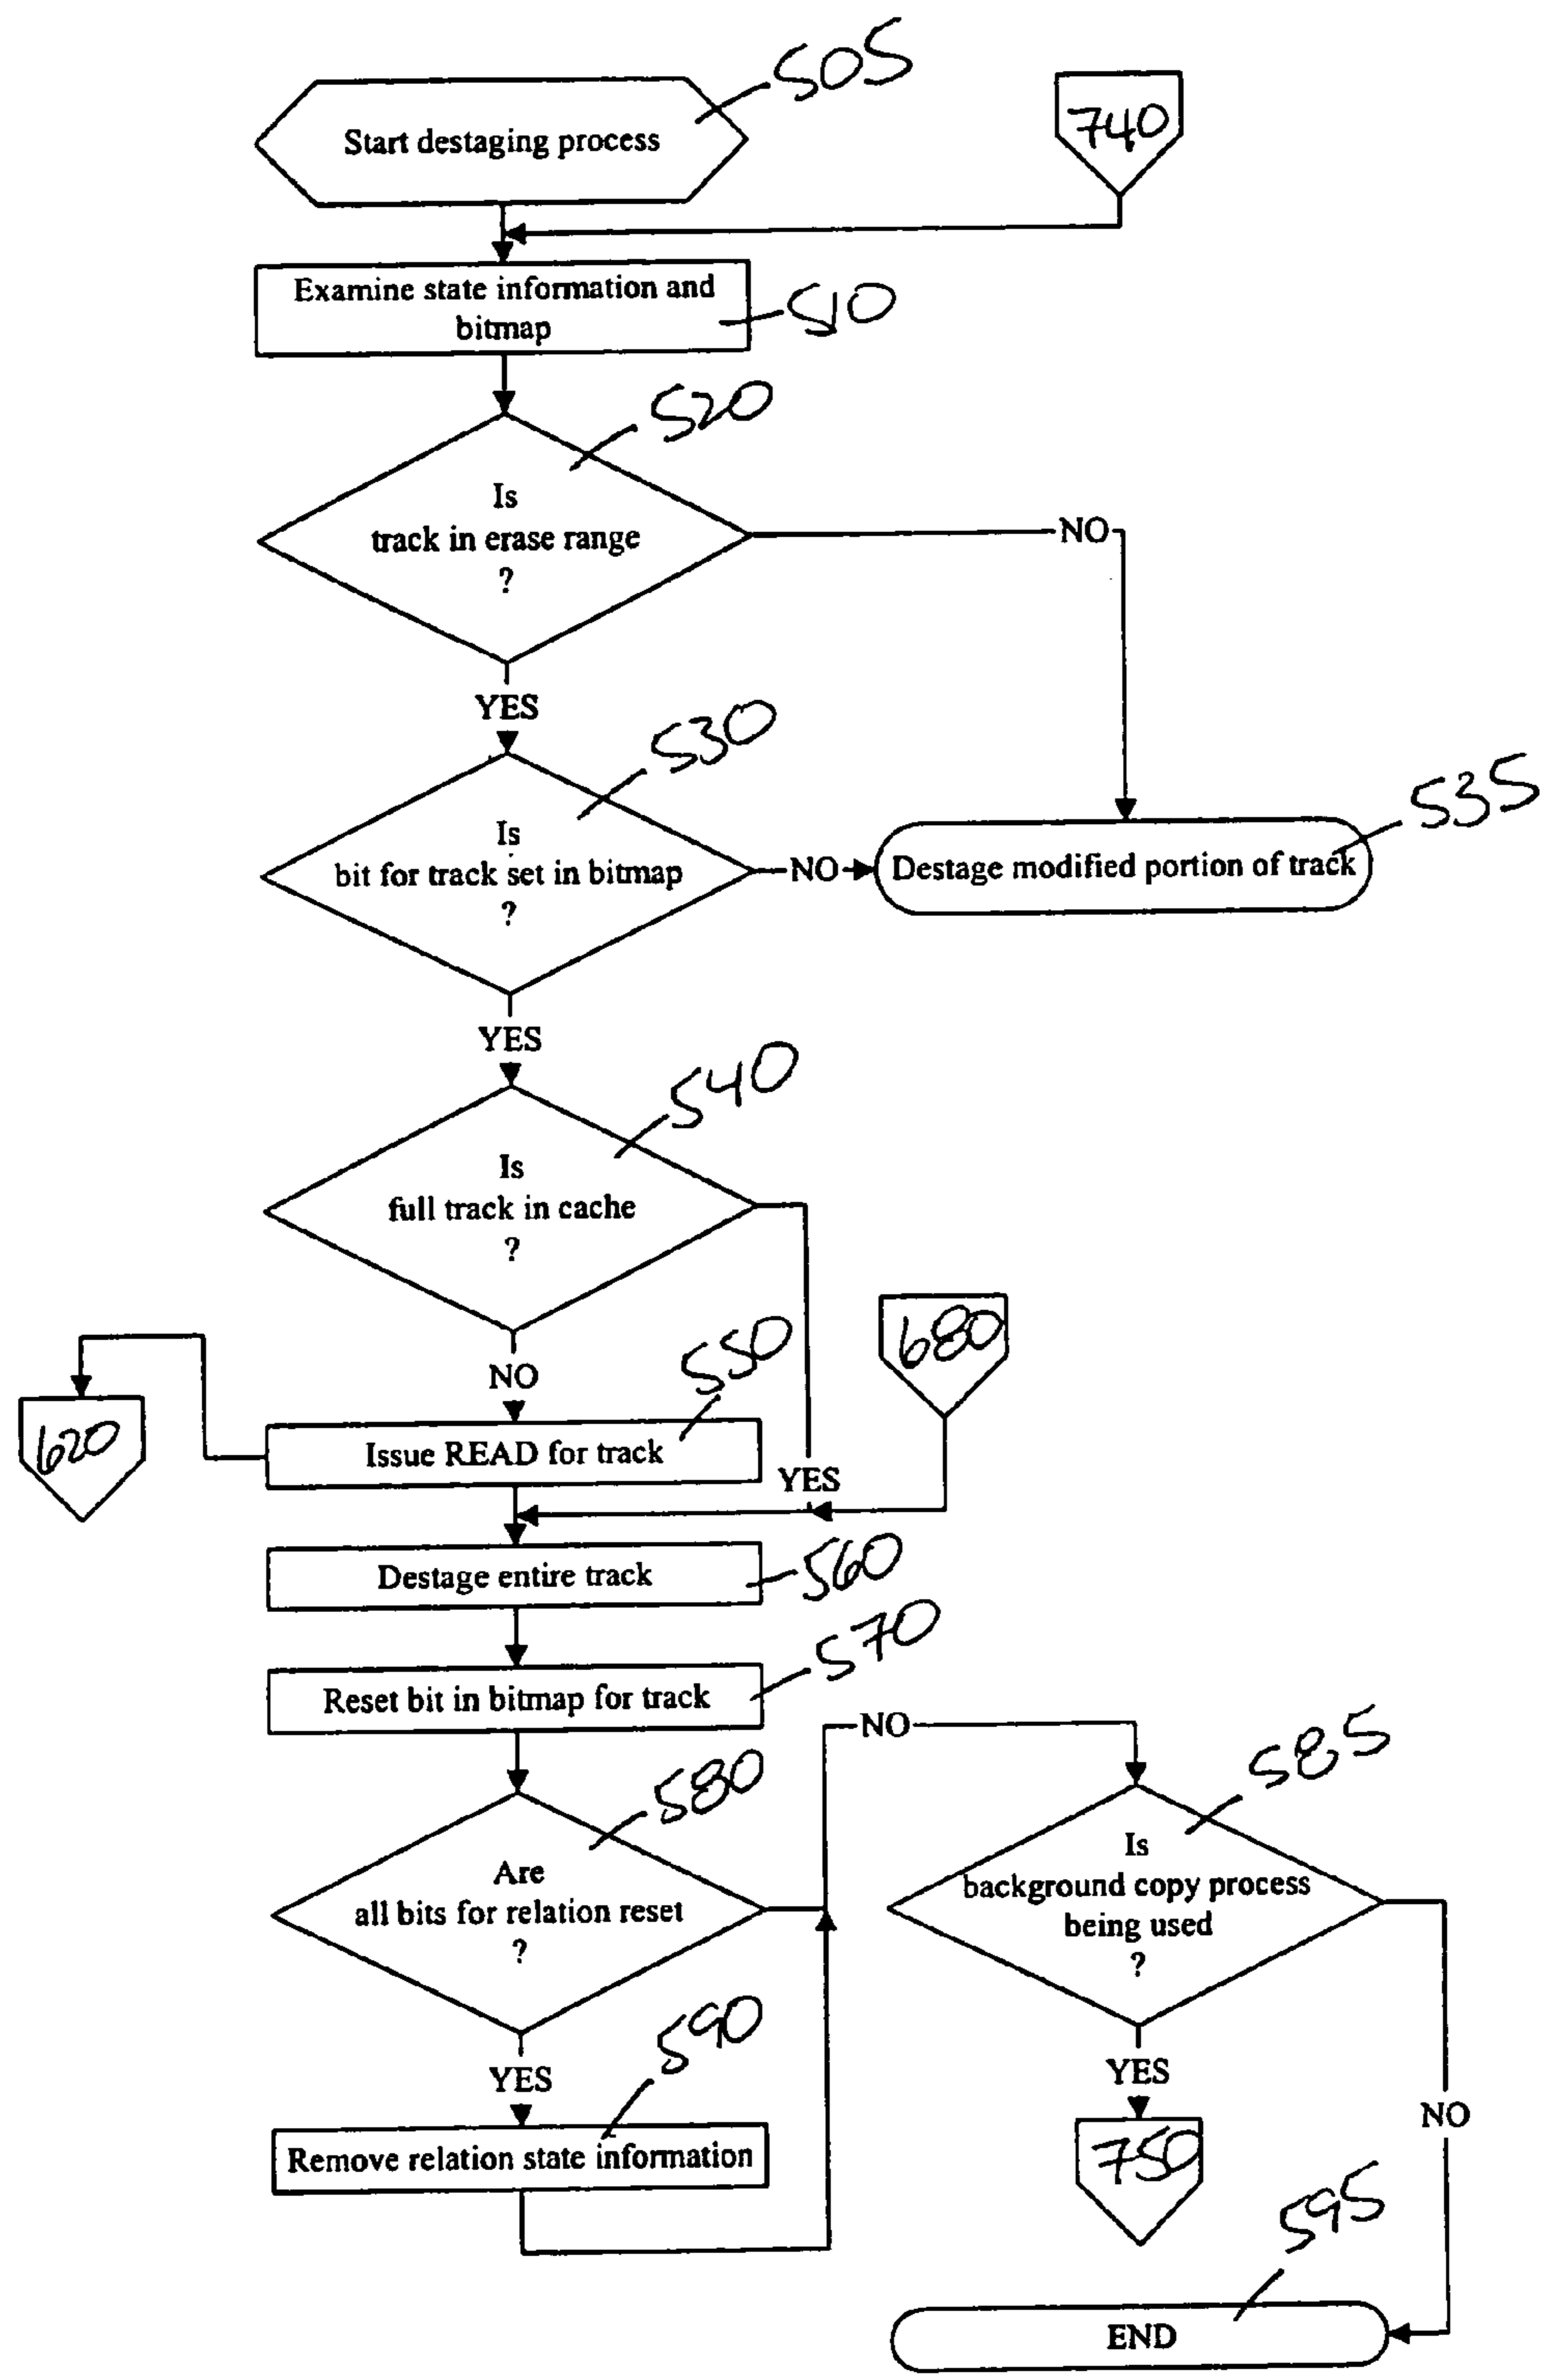 505
Start destaging process
740
Examine state information and
bitmap
510
520
Is
track in erase range
?
NO
YES
530
Is
bit for track set in bitmap
?
NO
535
Destage modified portion of track
YES
540
Is
full track in cache
?
NO
550
680
620
Issue READ for track
YES
Destage entire track
560
570
Reset bit in bitmap for track
NO
580
585
Are
all bits for relation reset
?
Is
background copy process
being used
?
YES
590
YES
NO
Remove relation state information
750
595
END